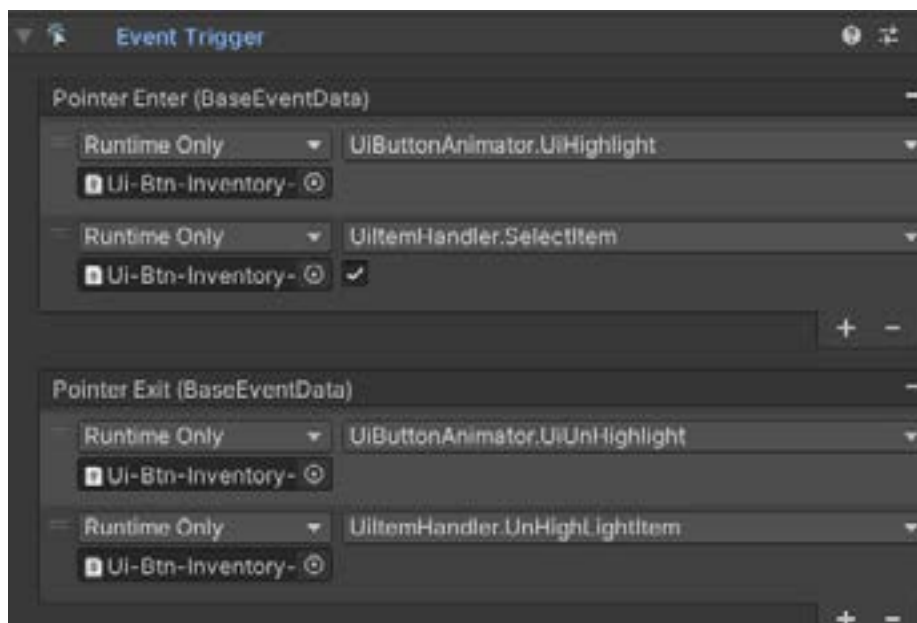 Event Trigger
Pointer Enter (BaseEventData)
Runtime Only UiButtonAnimator.UiHighlight
Ui-Btn-Inventory-
Runtime Only UiItemHandler.SelectItem
Ui-Btn-Inventory-
Pointer Exit (BaseEventData)
Runtime Only UiButtonAnimator.UiUnHighlight
Ui-Btn-Inventory-
Runtime Only UiItemHandler.UnHighLightItem
Ui-Btn-Inventory-